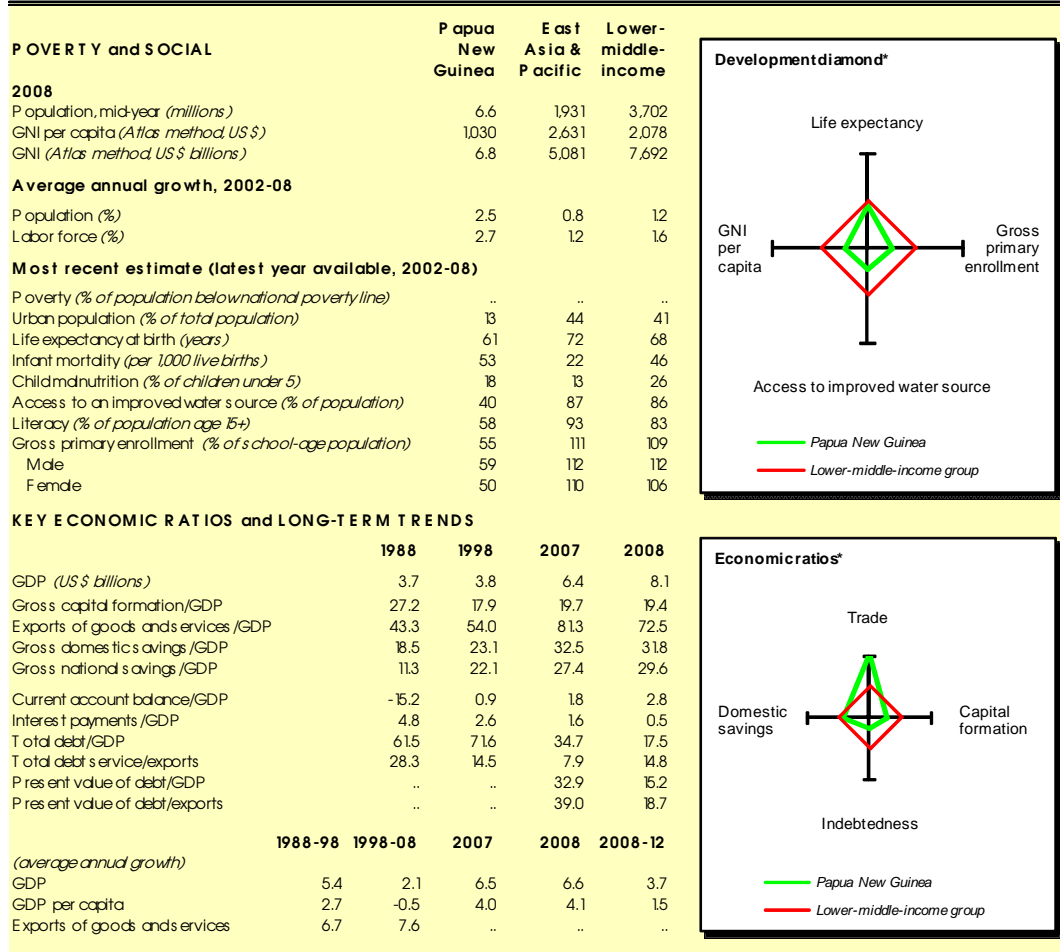 Papua East Lower-
POVERTY and SOCIAL New Asia & middle-
Guinea Pacific income
2008
Population, mid-year (millions) 6.6 1,931 3,702
GNI per capita (Atlas method, US$) 1,030 2,631 2,078
GNI (Atlas method, US$ billions) 6.8 5,081 7,692
Average annual growth, 2002-08
Population (%) 2.5 0.8 1.2
Labor force (%) 2.7 1.2 1.6
Most recent estimate (latest year available, 2002-08)
Poverty (% of population below national poverty line) .. .. ..
Urban population (% of total population) 13 44 41
Life expectancy at birth (years) 61 72 68
Infant mortality (per 1,000 live births) 53 22 46
Child malnutrition (% of children under 5) 18 13 26
Access to an improved water source (% of population) 40 87 86
Literacy (% of population age 15+) 58 93 83
Gross primary enrollment (% of school-age population) 55 111 109
Male 59 112 112
Female 50 110 106
Development diamond*
Life expectancy
GNI per capita
Gross primary enrollment
Access to improved water source
Papua New Guinea
Lower-middle-income group
KEY ECONOMIC RATIOS and LONG-TERM TRENDS
1988 1998 2007 2008
GDP (US$ billions) 3.7 3.8 6.4 8.1
Gross capital formation/GDP 27.2 17.9 19.7 19.4
Exports of goods and services/GDP 43.3 54.0 81.3 72.5
Gross domestic savings/GDP 18.5 23.1 32.5 31.8
Gross national savings/GDP 11.3 22.1 27.4 29.6
Current account balance/GDP -15.2 0.9 1.8 2.8
Interest payments/GDP 4.8 2.6 1.6 0.5
Total debt/GDP 61.5 71.6 34.7 17.5
Total debt service/exports 28.3 14.5 7.9 14.8
Present value of debt/GDP .. .. 32.9 15.2
Present value of debt/exports .. .. 39.0 18.7
1988-98 1998-08 2007 2008 2008-12
(average annual growth)
GDP 5.4 2.1 6.5 6.6 3.7
GDP per capita 2.7 -0.5 4.0 4.1 1.5
Exports of goods and services 6.7 7.6 .. .. ..
Economic ratios*
Trade
Domestic savings
Capital formation
Indebtedness
Papua New Guinea
Lower-middle-income group